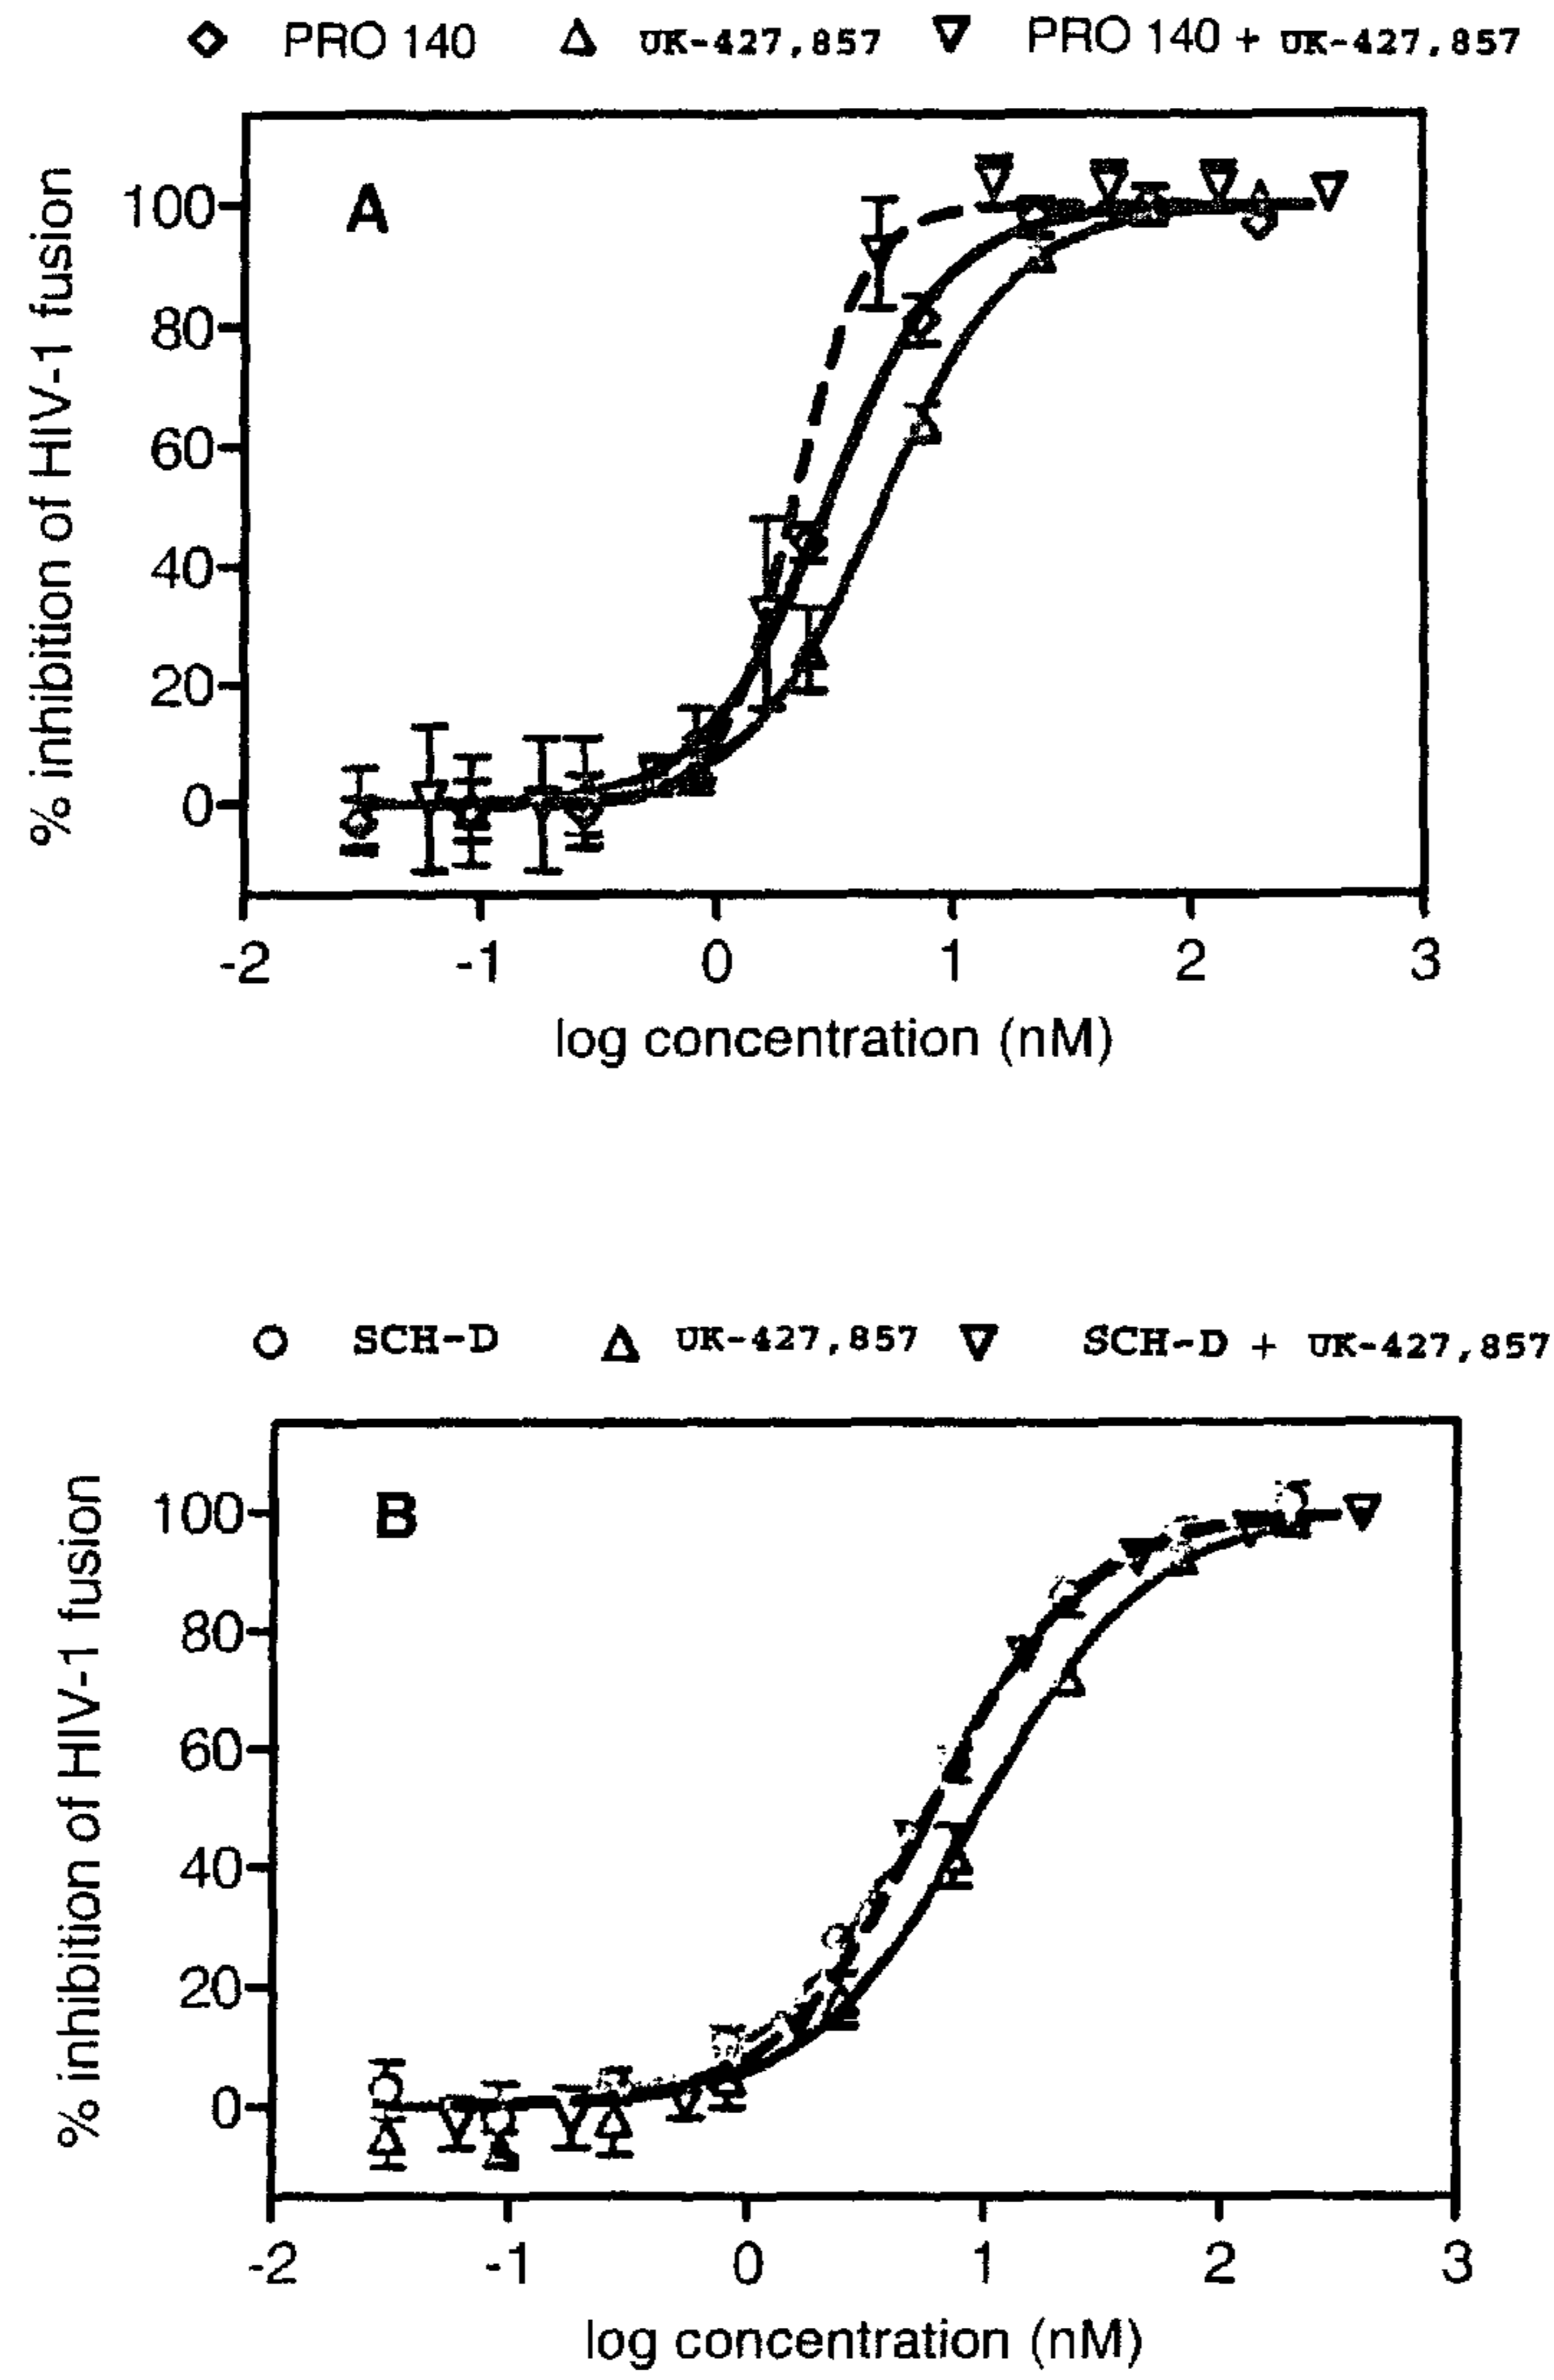 PRO 140 UK-427,857 PRO 140 + UK-427,857
% inhibition of HIV-1 fusion
A
100
80
60
40
20
0
-2 -1 0 1 2 3
log concentration (nM)
SCH-D UK-427,857 SCH-D + UK-427,857
% inhibition of HIV-1 fusion
B
100
80
60
40
20
0
-2 -1 0 1 2 3
log concentration (nM)